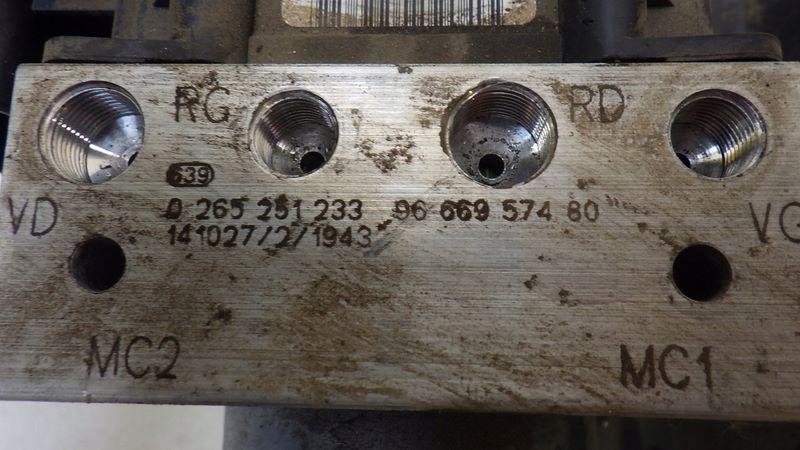 RG RD
639
VD 0 265 251 233 96 669 574 80 VG
141027/2/1943
MC2 MC1